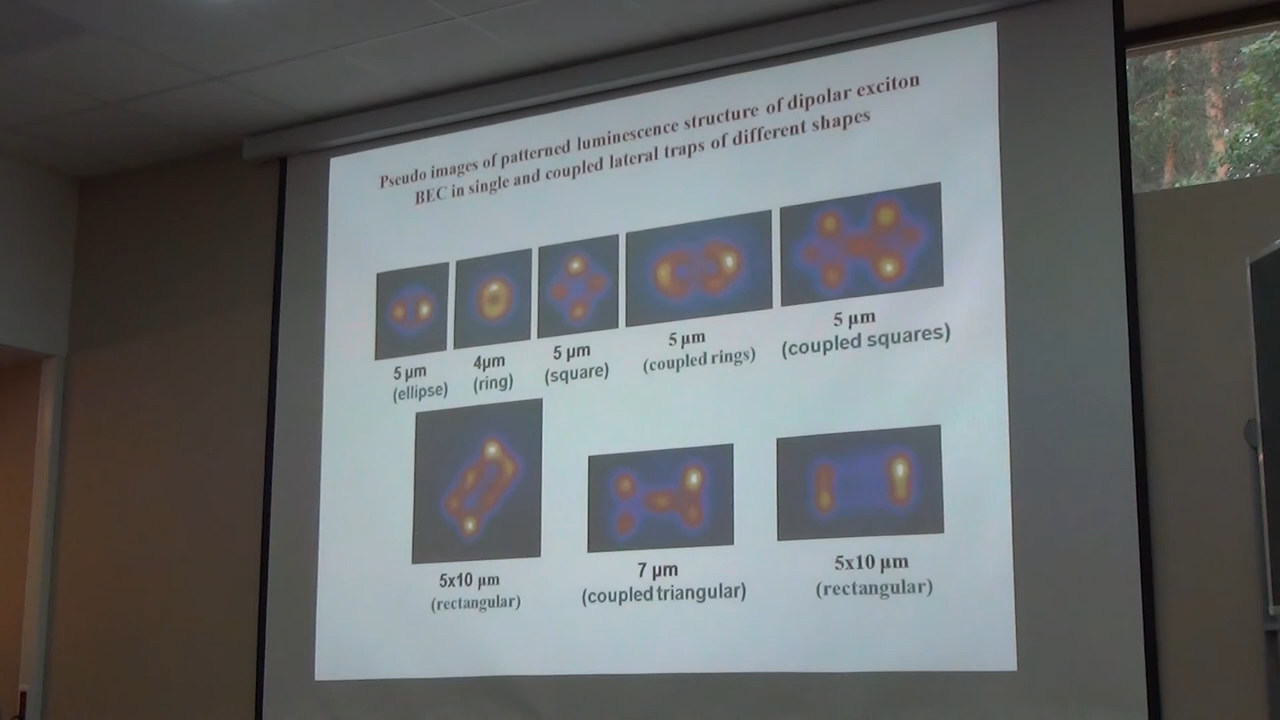 Pseudo images of patterned luminescence structure of dipolar exciton
BEC in single and coupled lateral traps of different shapes
5 µm
(ellipse)
4µm
(ring)
5 µm
(square)
5 µm
(coupled rings)
5 µm
(coupled squares)
5x10 µm
(rectangular)
7 µm
(coupled triangular)
5x10 µm
(rectangular)